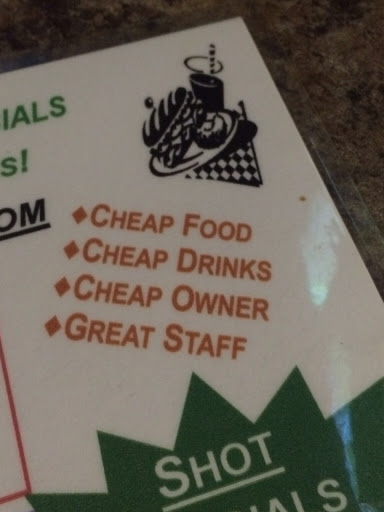 IALS
s!
OM
CHEAP FOOD
CHEAP DRINKS
CHEAP OWNER
GREAT STAFF
SHOT
IALS